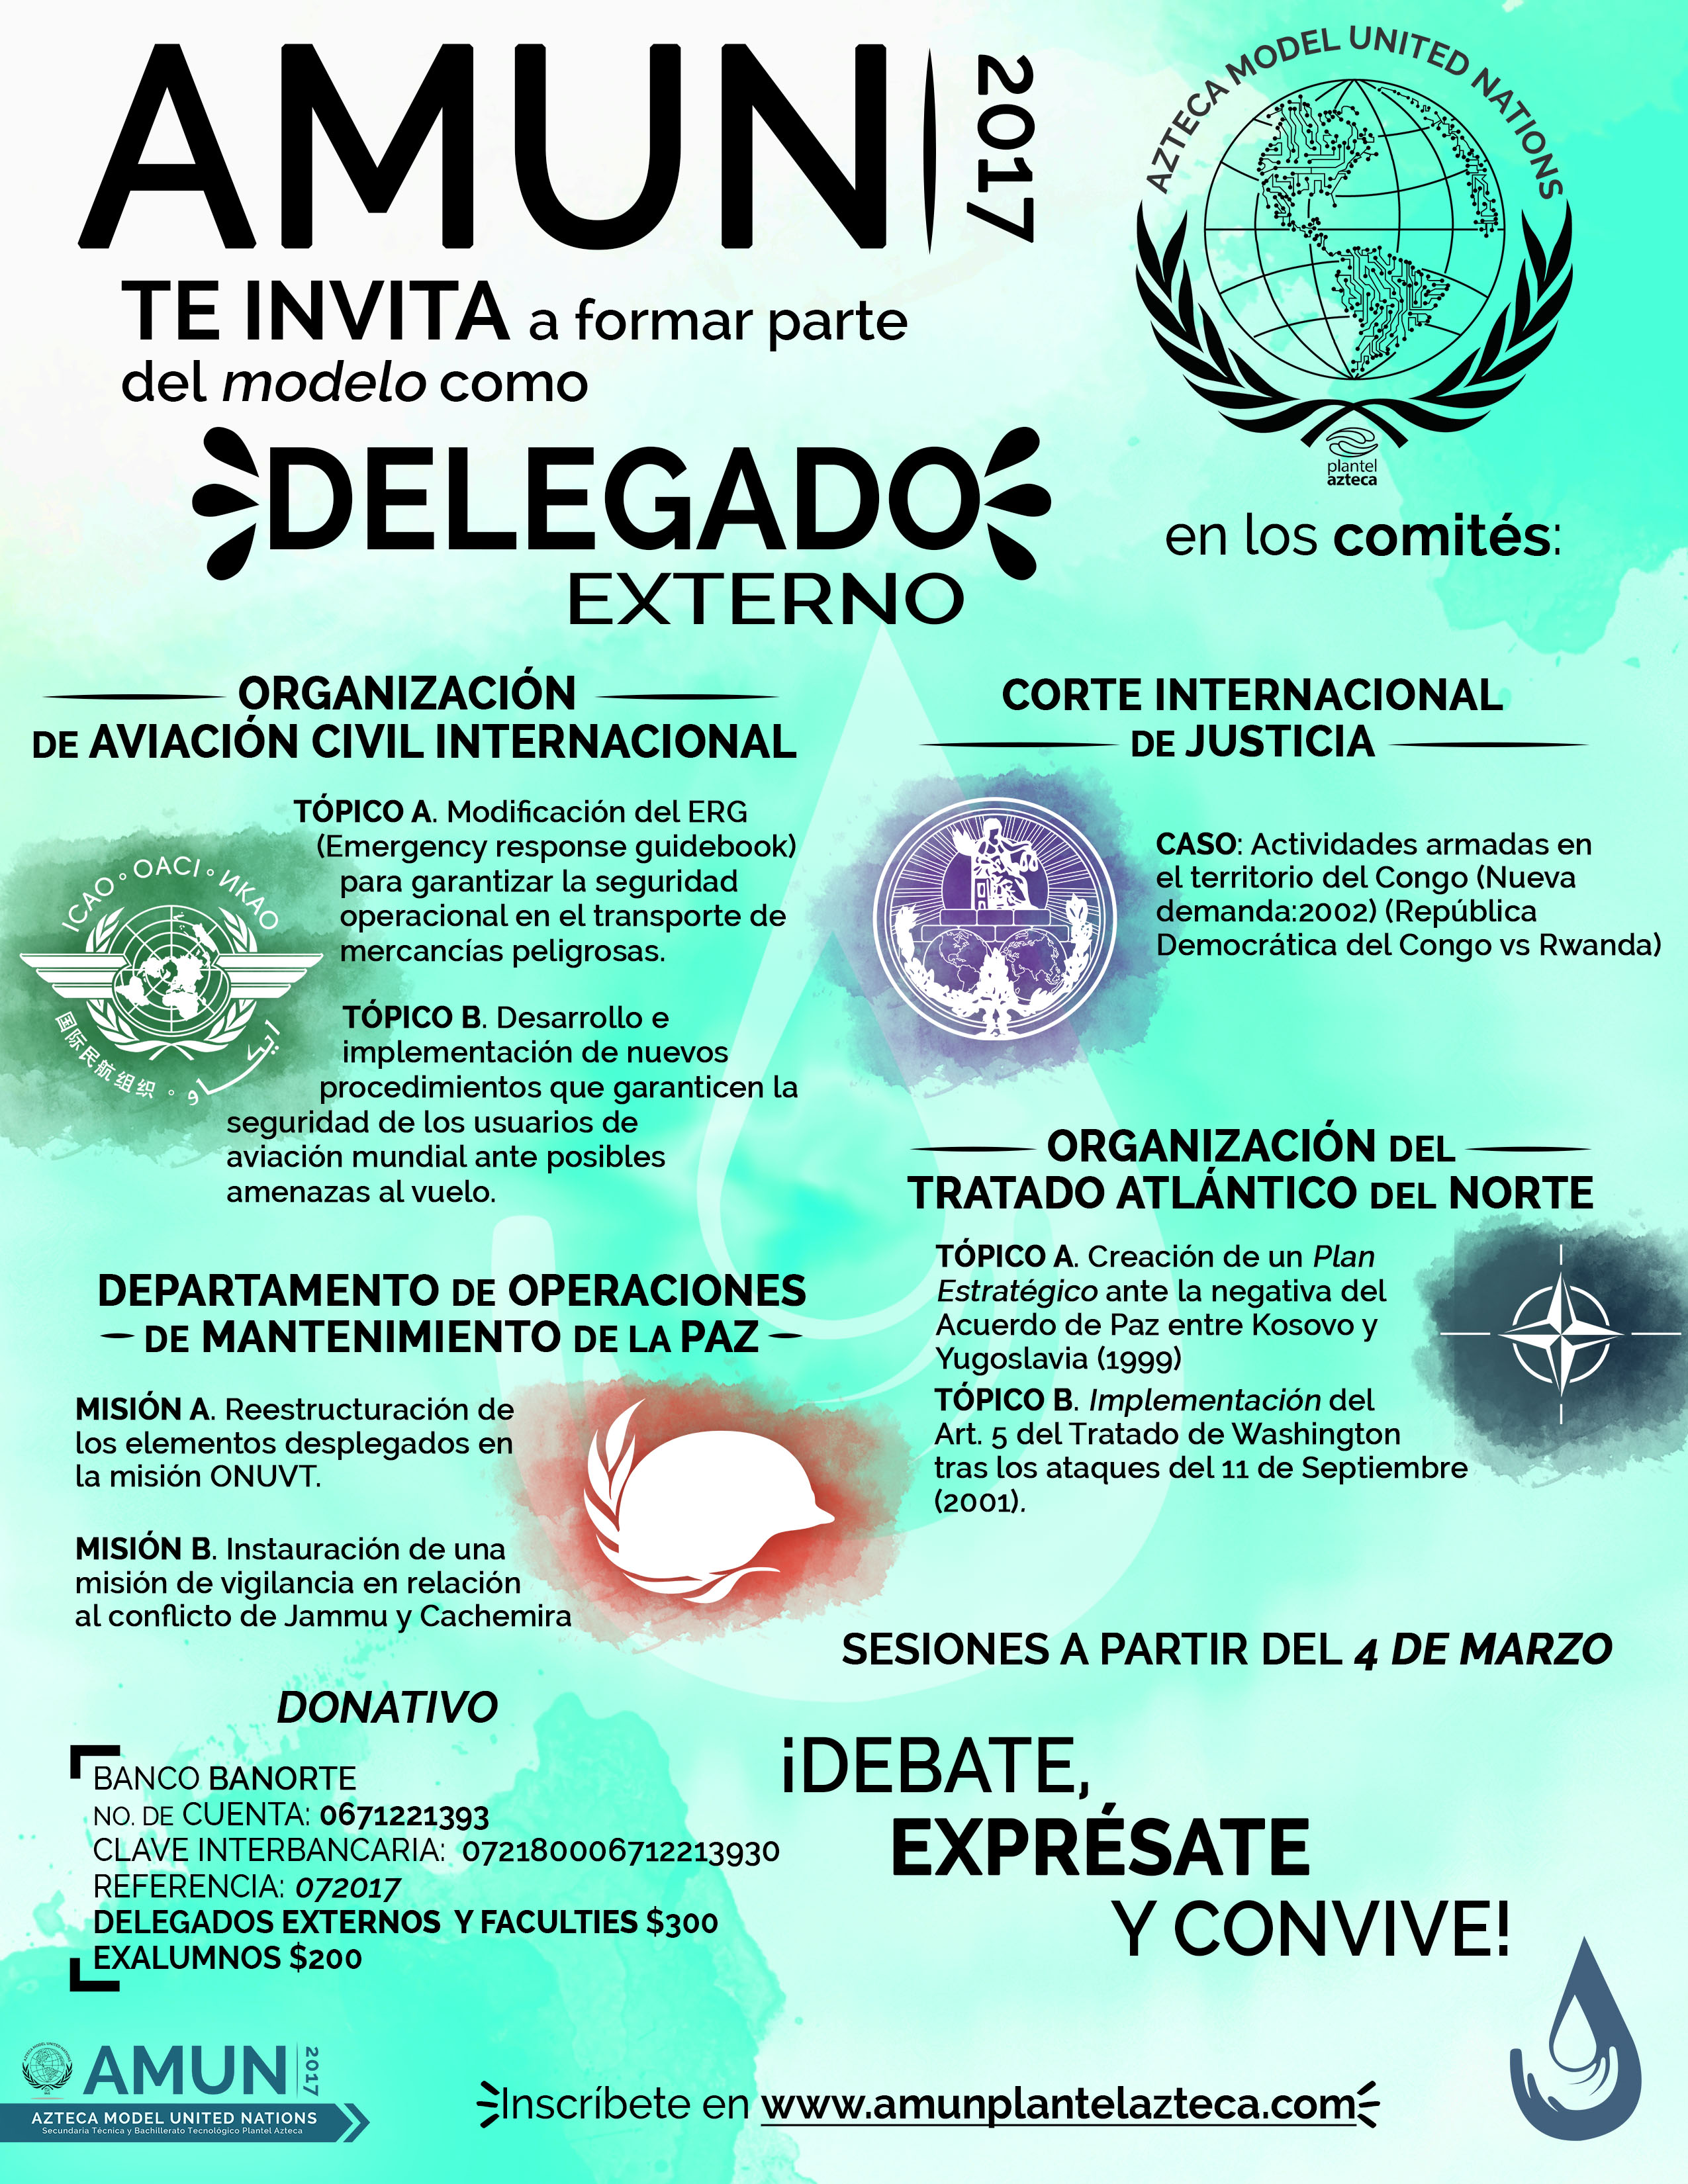 AMUN 2017
AZTECA MODEL UNITED NATIONS
plantel
azteca
TE INVITA a formar parte
del modelo como
DELEGADO
EXTERNO
en los comités:
ORGANIZACIÓN
DE AVIACIÓN CIVIL INTERNACIONAL
ICAO ° OACI ° ИКАО
国际民航组织 ° ايكاو
TÓPICO A. Modificación del ERG
(Emergency response guidebook)
para garantizar la seguridad
operacional en el transporte de
mercancías peligrosas.
TÓPICO B. Desarrollo e
implementación de nuevos
procedimientos que garanticen la
seguridad de los usuarios de
aviación mundial ante posibles
amenazas al vuelo.
CORTE INTERNACIONAL
DE JUSTICIA
CASO: Actividades armadas en
el territorio del Congo (Nueva
demanda:2002) (República
Democrática del Congo vs Rwanda)
DEPARTAMENTO DE OPERACIONES
DE MANTENIMIENTO DE LA PAZ
MISIÓN A. Reestructuración de
los elementos desplegados en
la misión ONUVT.
MISIÓN B. Instauración de una
misión de vigilancia en relación
al conflicto de Jammu y Cachemira
ORGANIZACIÓN DEL
TRATADO ATLÁNTICO DEL NORTE
TÓPICO A. Creación de un Plan
Estratégico ante la negativa del
Acuerdo de Paz entre Kosovo y
Yugoslavia (1999)
TÓPICO B. Implementación del
Art. 5 del Tratado de Washington
tras los ataques del 11 de Septiembre
(2001).
SESIONES A PARTIR DEL 4 DE MARZO
DONATIVO
BANCO BANORTE
NO. DE CUENTA: 0671221393
CLAVE INTERBANCARIA: 072180006712213930
REFERENCIA: 072017
DELEGADOS EXTERNOS Y FACULTIES $300
EXALUMNOS $200
¡DEBATE,
EXPRÉSATE
Y CONVIVE!
AMUN 2017
AZTECA MODEL UNITED NATIONS
Secundaria Técnica y Bachillerato Tecnológico Plantel Azteca
Inscríbete en www.amunplantelazteca.com